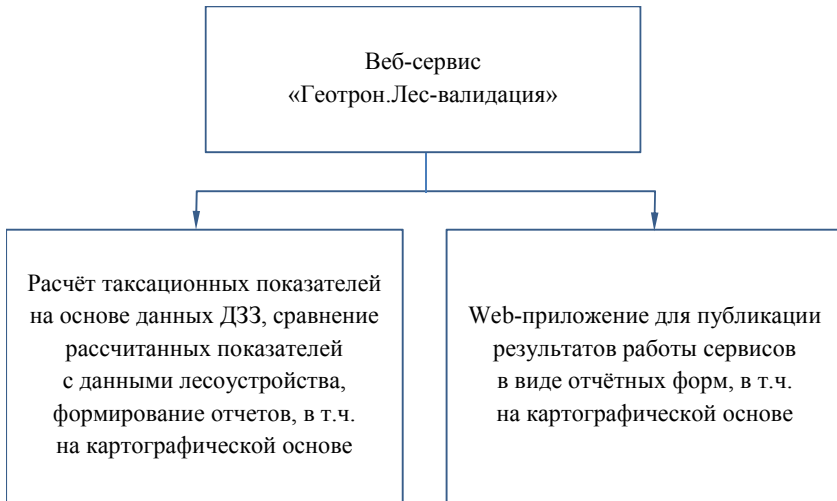 Веб-сервис
«Геотрон.Лес-валидация»
Расчёт таксационных показателей
на основе данных ДЗЗ, сравнение
рассчитанных показателей
с данными лесоустройства,
формирование отчетов, в т.ч.
на картографической основе
Web-приложение для публикации
результатов работы сервисов
в виде отчётных форм, в т.ч.
на картографической основе